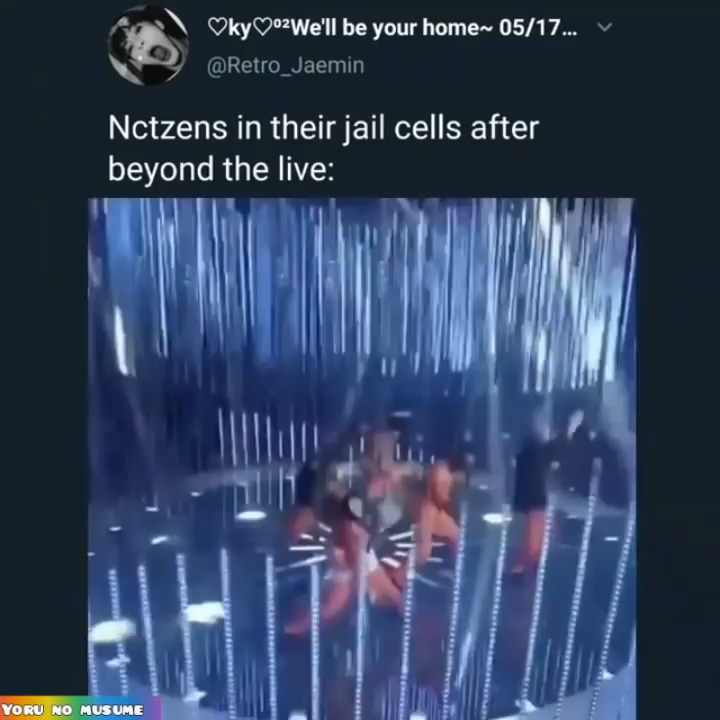 ♡ky♡⁰²We'll be your home~ 05/17...
@Retro_Jaemin
Nctzens in their jail cells after
beyond the live:
YORU NO MUSUME